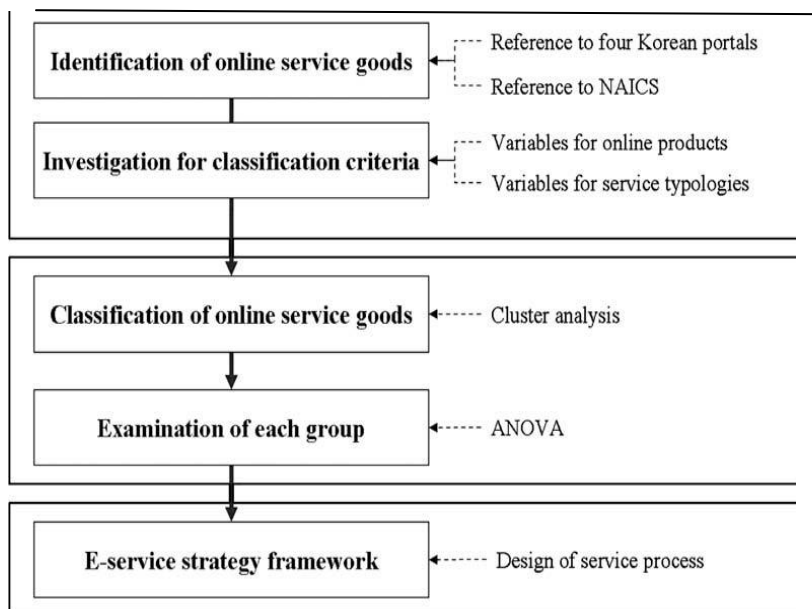 Identification of online service goods
Reference to four Korean portals
Reference to NAICS
Investigation for classification criteria
Variables for online products
Variables for service typologies
Classification of online service goods
Cluster analysis
Examination of each group
ANOVA
E-service strategy framework
Design of service process